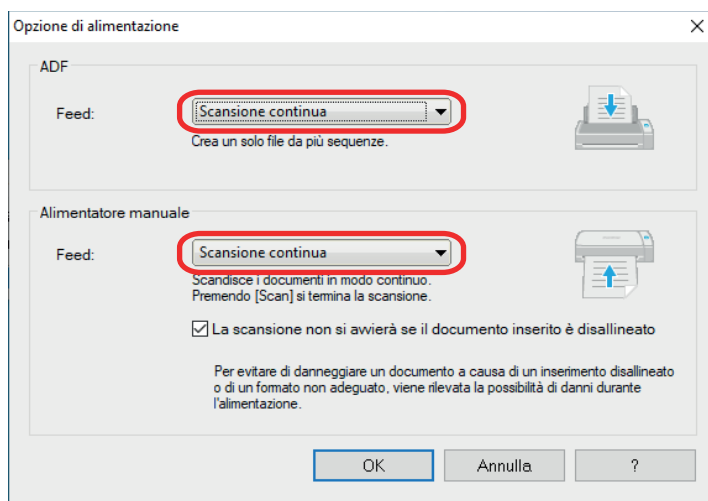 Opzione di alimentazione
ADF
Feed:
Scansione continua
Crea un solo file da più sequenze.
Alimentatore manuale
Feed:
Scansione continua
Scandisce i documenti in modo continuo.
Premendo [Scan] si termina la scansione.
La scansione non si avvierà se il documento inserito è disallineato
Per evitare di danneggiare un documento a causa di un inserimento disallineato
o di un formato non adeguato, viene rilevata la possibilità di danni durante
l'alimentazione.
OK
Annulla
?